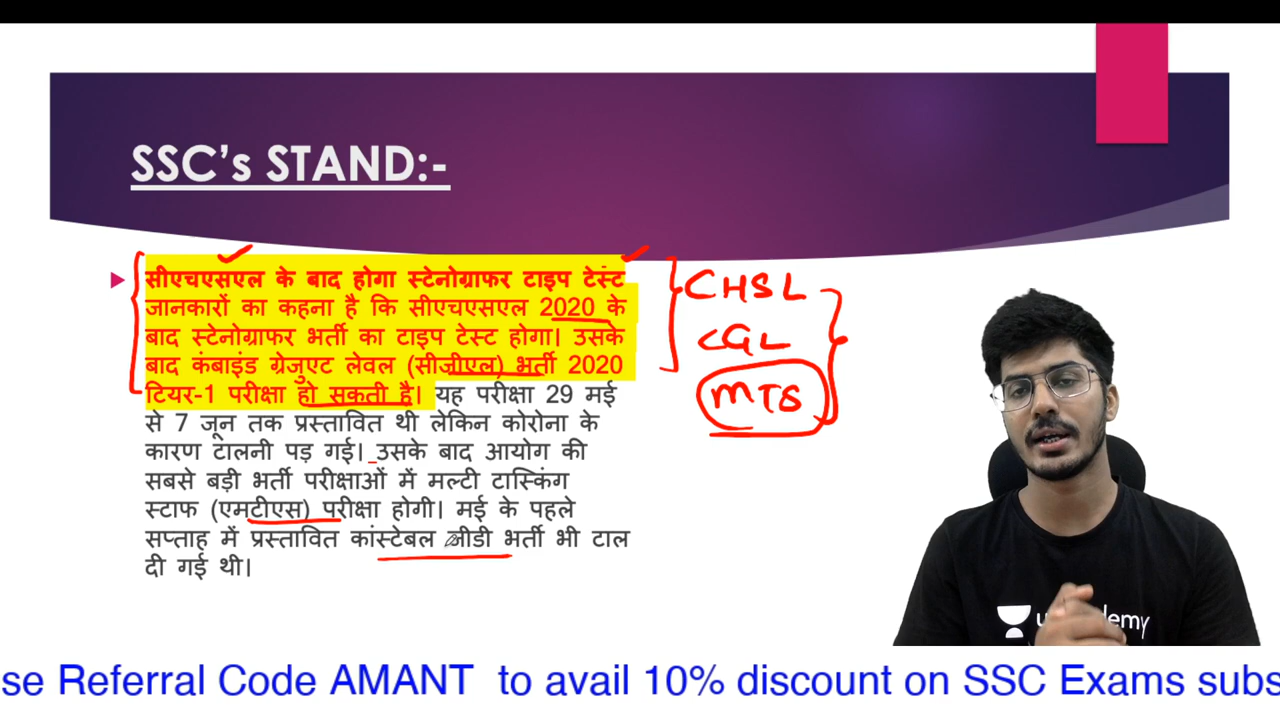 SSC's STAND:-
सीएचएसएल के बाद होगा स्टेनोग्राफर टाइप टेस्ट
जानकारों का कहना है कि सीएचएसएल 2020 के
बाद स्टेनोग्राफर भर्ती का टाइप टेस्ट होगा। उसके
बाद कंबाइंड ग्रेजुएट लेवल (सीजीएल) भर्ती 2020
टियर-1 परीक्षा हो सकती है। यह परीक्षा 29 मई
से 7 जून तक प्रस्तावित थी लेकिन कोरोना के
कारण टालनी पड़ गई। उसके बाद आयोग की
सबसे बड़ी भर्ती परीक्षाओं में मल्टी टास्किंग
स्टाफ (एमटीएस) परीक्षा होगी। मई के पहले
सप्ताह में प्रस्तावित कांस्टेबल जीडी भर्ती भी टाल
दी गई थी।
CHSL
CGL
MTS
se Referral Code AMANT to avail 10% discount on SSC Exams subs